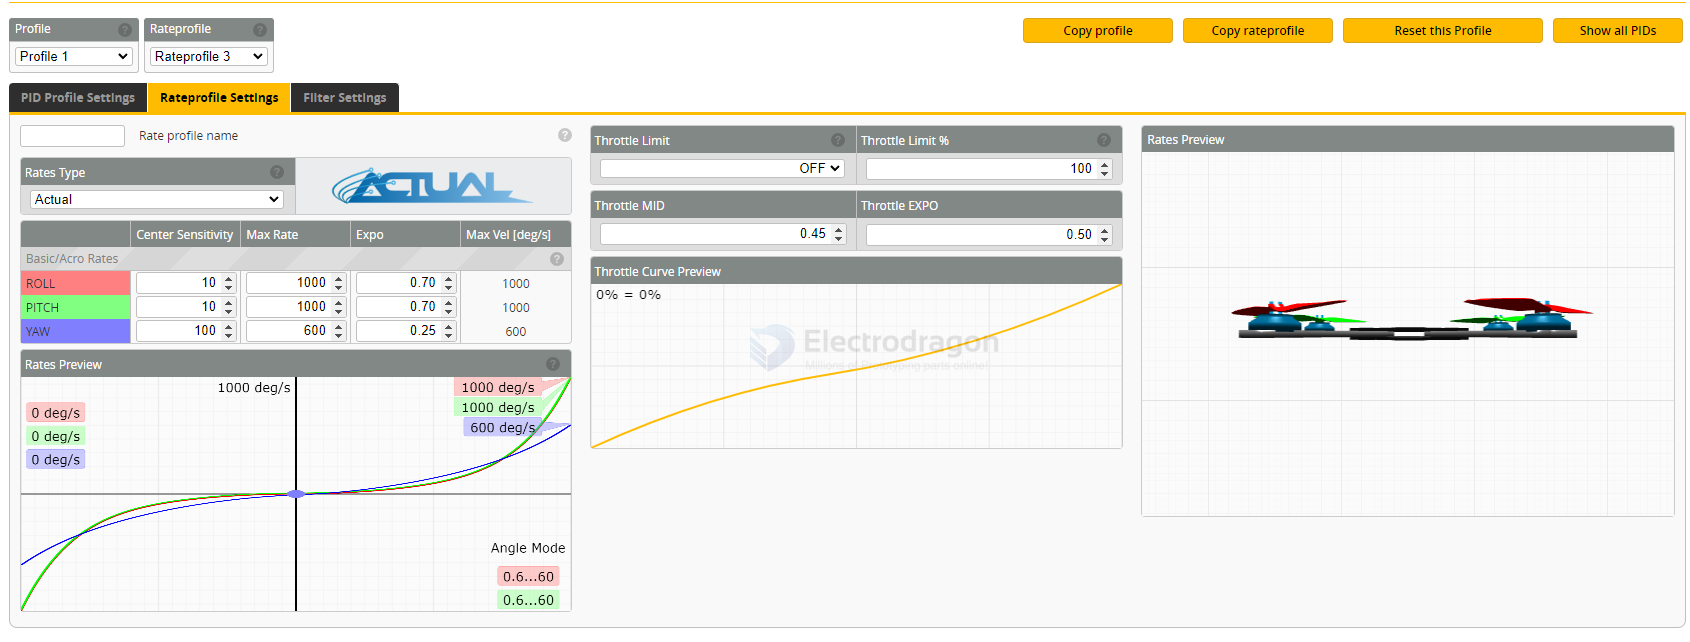 Profile
Rateprofile
Profile 1
Rateprofile 3
Copy profile
Copy rateprofile
Reset this Profile
Show all PIDs
PID Profile Settings
Rateprofile Settings
Filter Settings
Rate profile name
Rates Type
Actual
ACTUAL
Center Sensitivity Max Rate Expo Max Vel [deg/s]
Basic/Acro Rates
ROLL 10 1000 0.70 1000
PITCH 10 1000 0.70 1000
YAW 100 600 0.25 600
Rates Preview
1000 deg/s
1000 deg/s
1000 deg/s
600 deg/s
0 deg/s
0 deg/s
0 deg/s
Angle Mode
0.6...60
0.6...60
Throttle Limit Throttle Limit %
OFF 100
Throttle MID Throttle EXPO
0.45 0.50
Throttle Curve Preview
0% = 0%
Electrodragon
Millions of Prototyping parts online!
Rates Preview